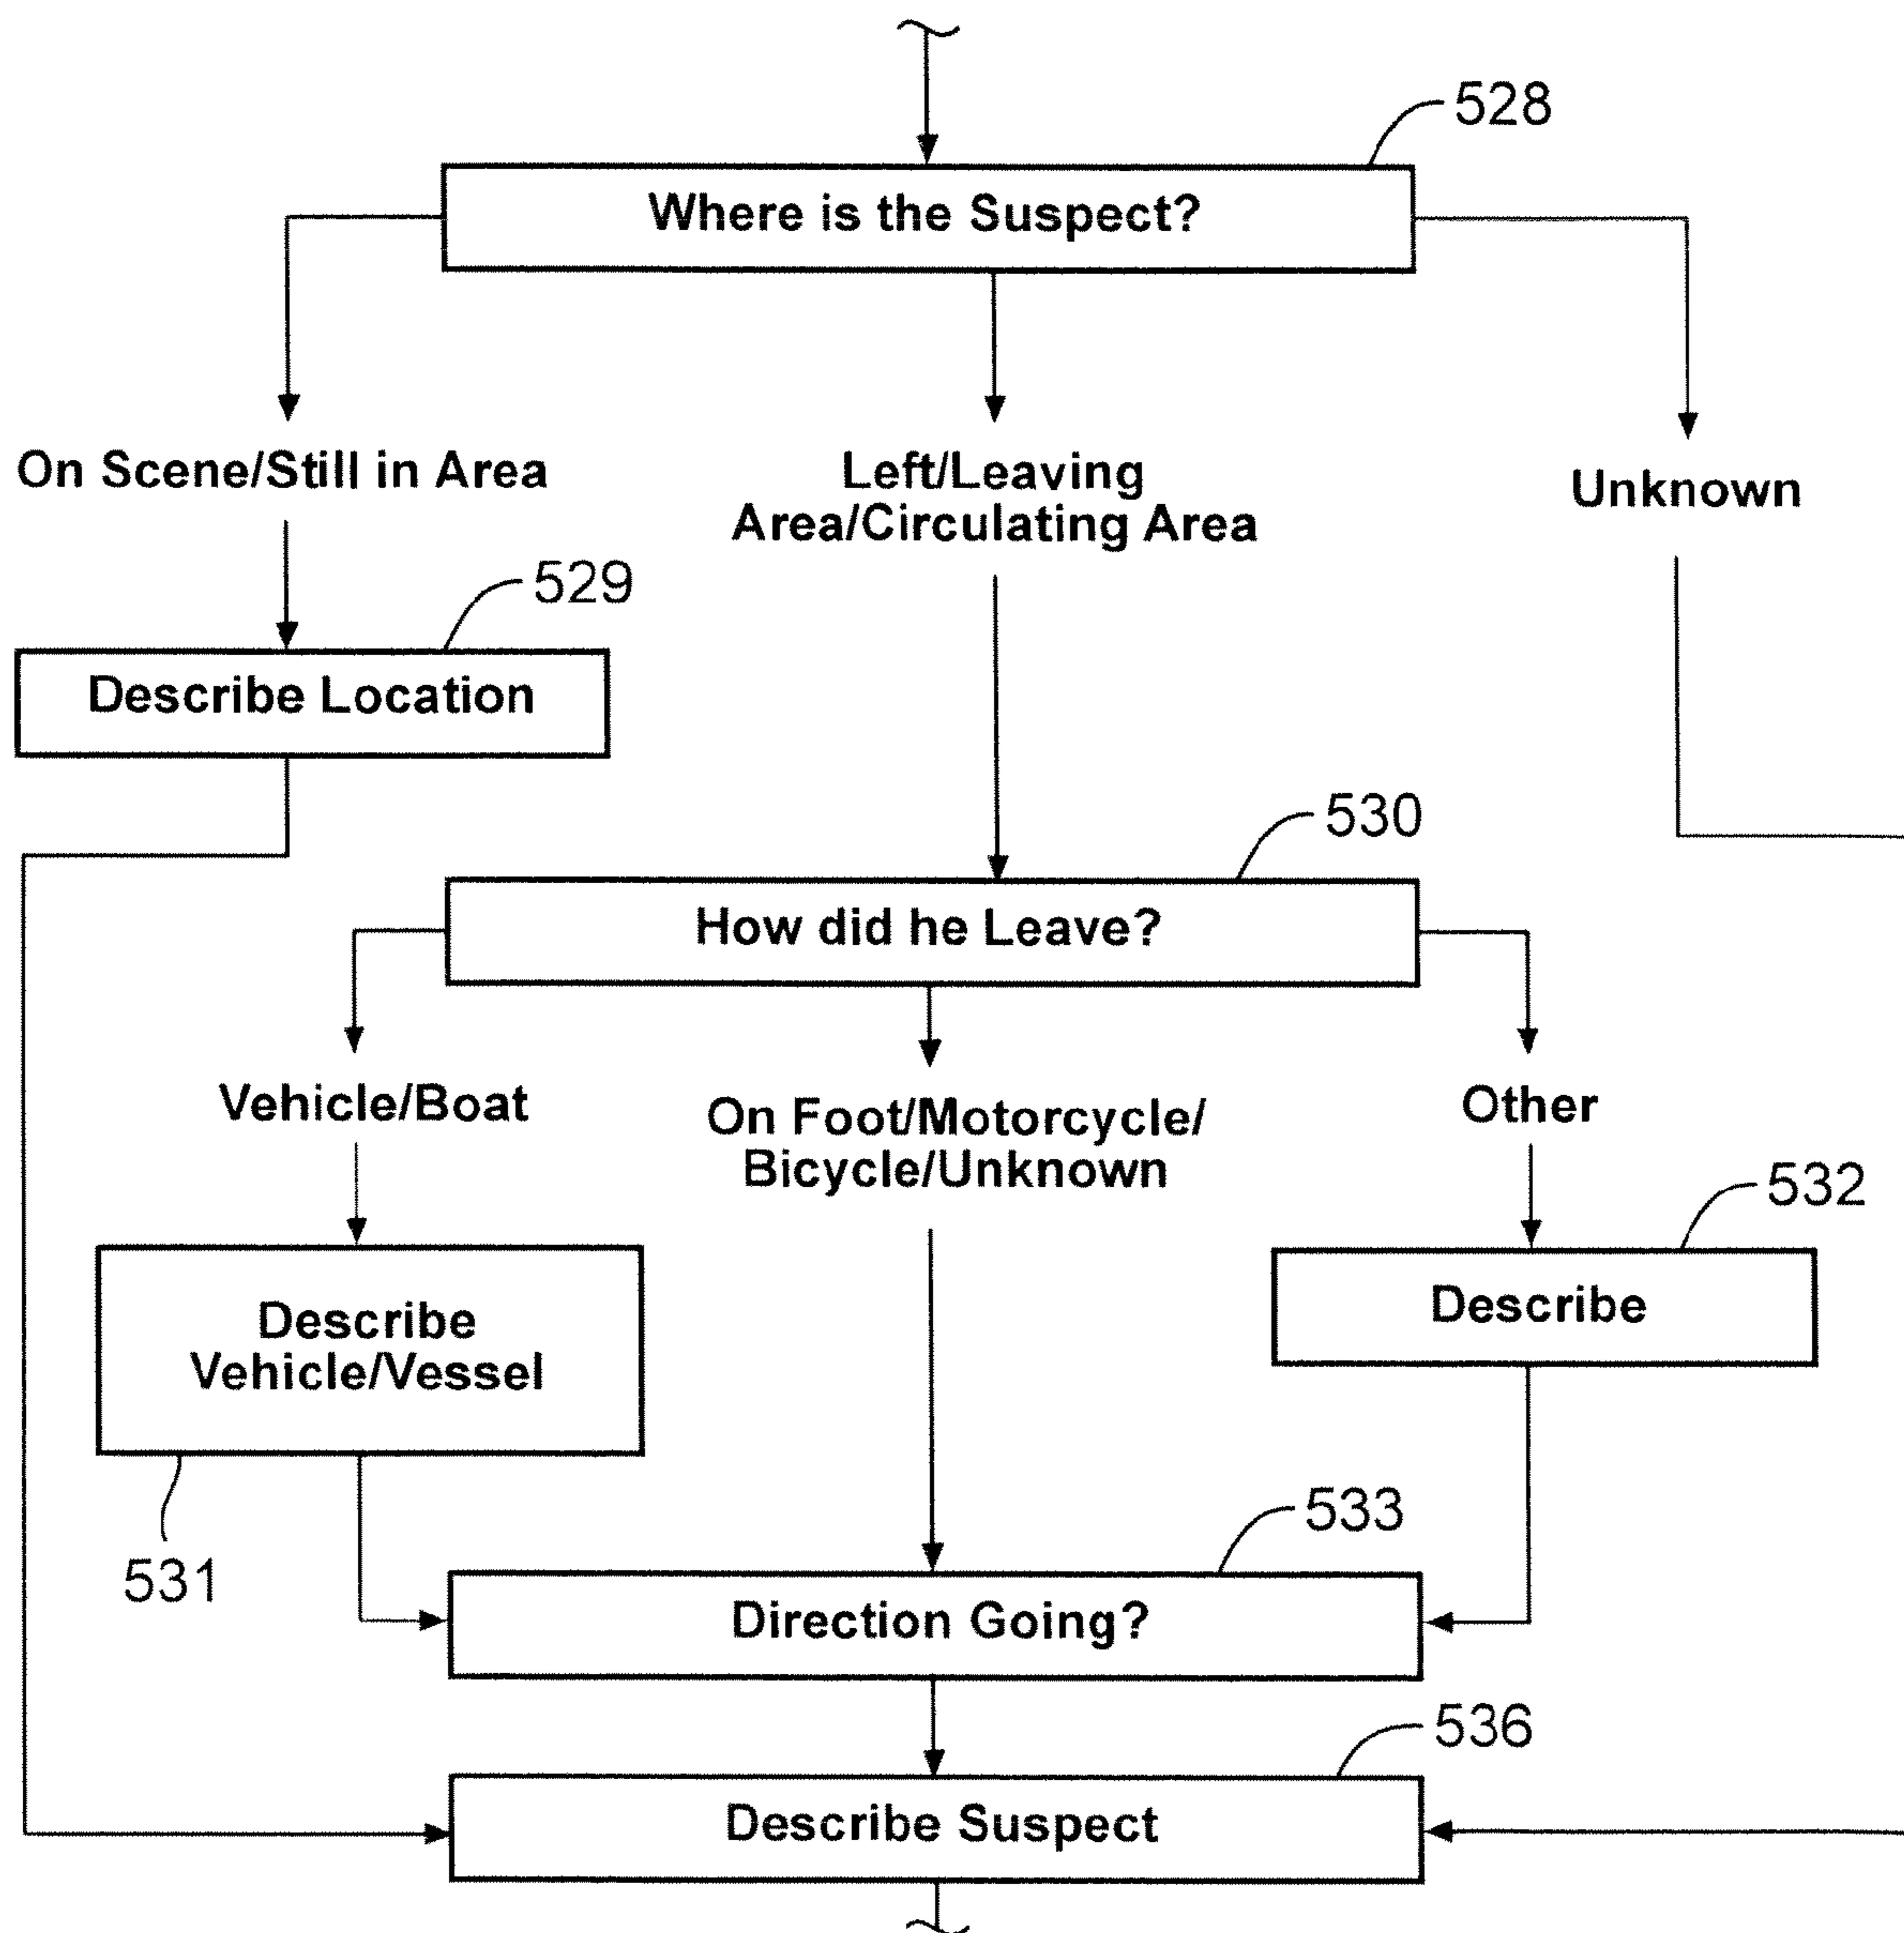 528
Where is the Suspect?
On Scene/Still in Area
Left/Leaving
Area/Circulating Area
Unknown
529
Describe Location
530
How did he Leave?
Vehicle/Boat
On Foot/Motorcycle/
Bicycle/Unknown
Other
532
Describe
Vehicle/Vessel
Describe
531
533
Direction Going?
536
Describe Suspect